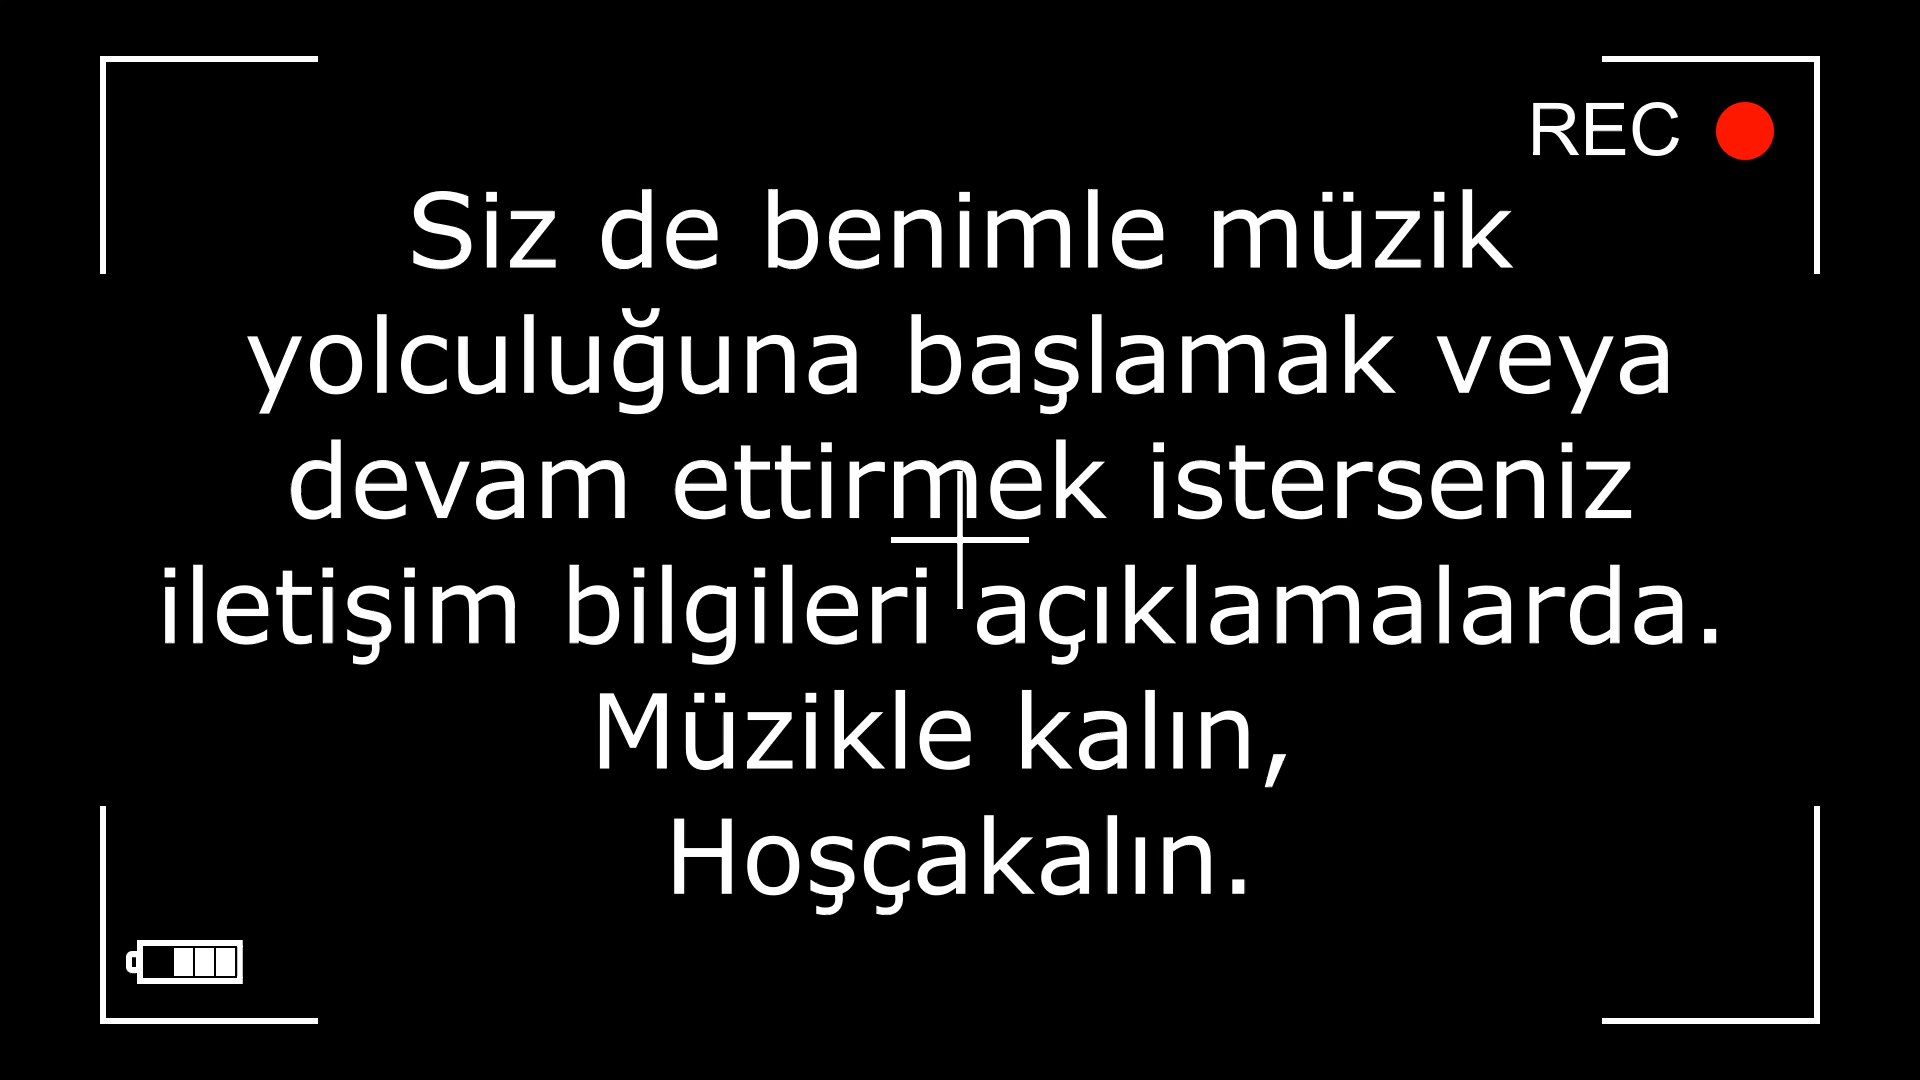 REC
Siz de benimle müzik
yolculuğuna başlamak veya
devam ettirmek isterseniz
iletişim bilgileri açıklamalarda.
Müzikle kalın,
Hoşçakalın.